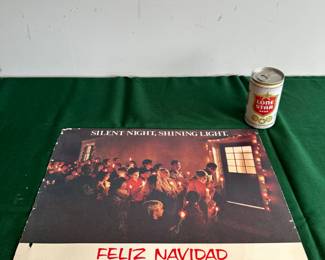 LONE
STAR
SILENT NIGHT, SHINING LIGHT.
FELIZ NAVIDAD